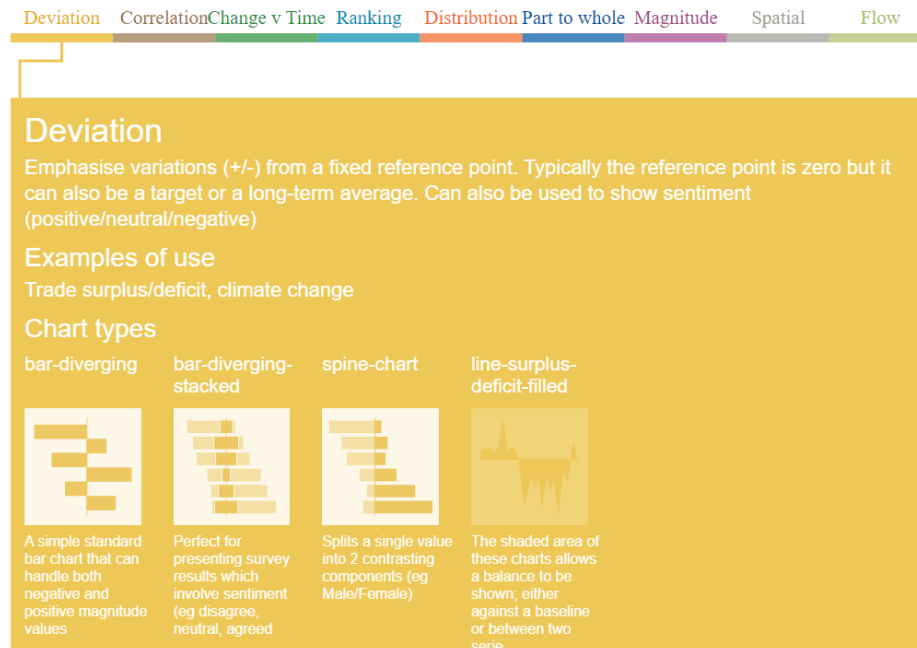 Deviation Correlation Change v Time Ranking Distribution Part to whole Magnitude Spatial Flow
Deviation
Emphasise variations (+/-) from a fixed reference point. Typically the reference point is zero but it
can also be a target or a long-term average. Can also be used to show sentiment
(positive/neutral/negative)
Examples of use
Trade surplus/deficit, climate change
Chart types
bar-diverging
bar-diverging-
stacked
spine-chart
line-surplus-
deficit-filled
A simple standard
bar chart that can
handle both
negative and
positive magnitude
values
Perfect for
presenting survey
results which
involve sentiment
(eg disagree,
neutral, agreed
Splits a single value
into 2 contrasting
components (eg
Male/Female)
The shaded area of
these charts allows
a balance to be
shown; either
against a baseline
or between two
serie